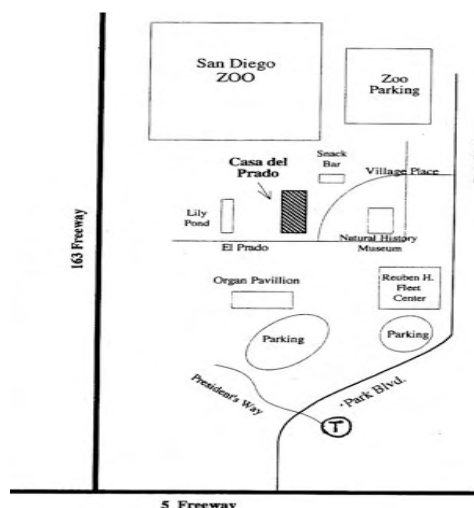 San Diego
ZOO
Zoo
Parking
Casa del
Prado
Snack
Bar
Village Place
Lily
Pond
El Prado
Natural History
Museum
163 Freeway
Organ Pavillion
Reuben H.
Fleet
Center
Parking
Parking
President's Way
Park Blvd.
T
5 Freeway